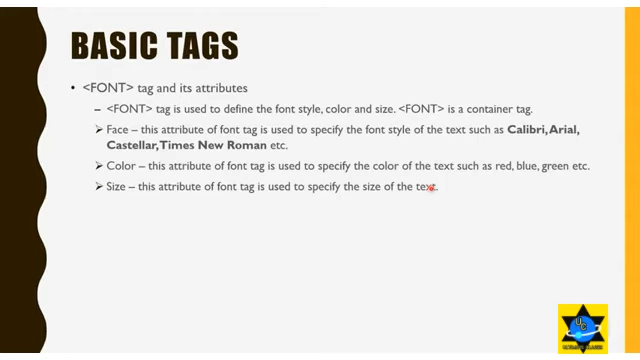 BASIC TAGS
• <FONT> tag and its attributes
– <FONT> tag is used to define the font style, color and size. <FONT> is a container tag.
➢ Face – this attribute of font tag is used to specify the font style of the text such as Calibri, Arial,
Castellar, Times New Roman etc.
➢ Color – this attribute of font tag is used to specify the color of the text such as red, blue, green etc.
➢ Size – this attribute of font tag is used to specify the size of the text.
UC